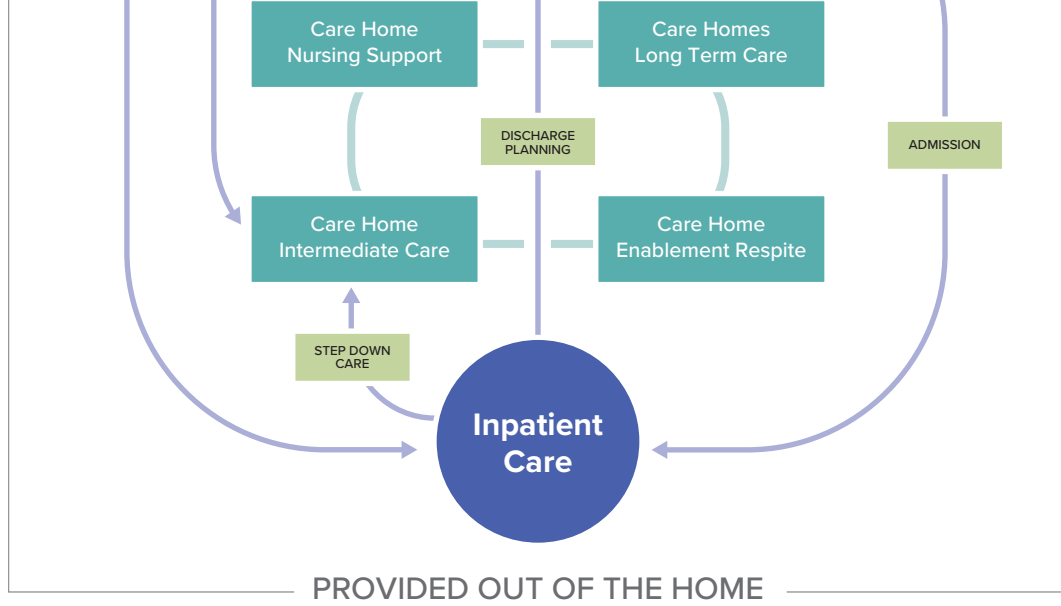 Care Home
Nursing Support
Care Homes
Long Term Care
DISCHARGE
PLANNING
ADMISSION
Care Home
Intermediate Care
Care Home
Enablement Respite
STEP DOWN
CARE
Inpatient
Care
PROVIDED OUT OF THE HOME